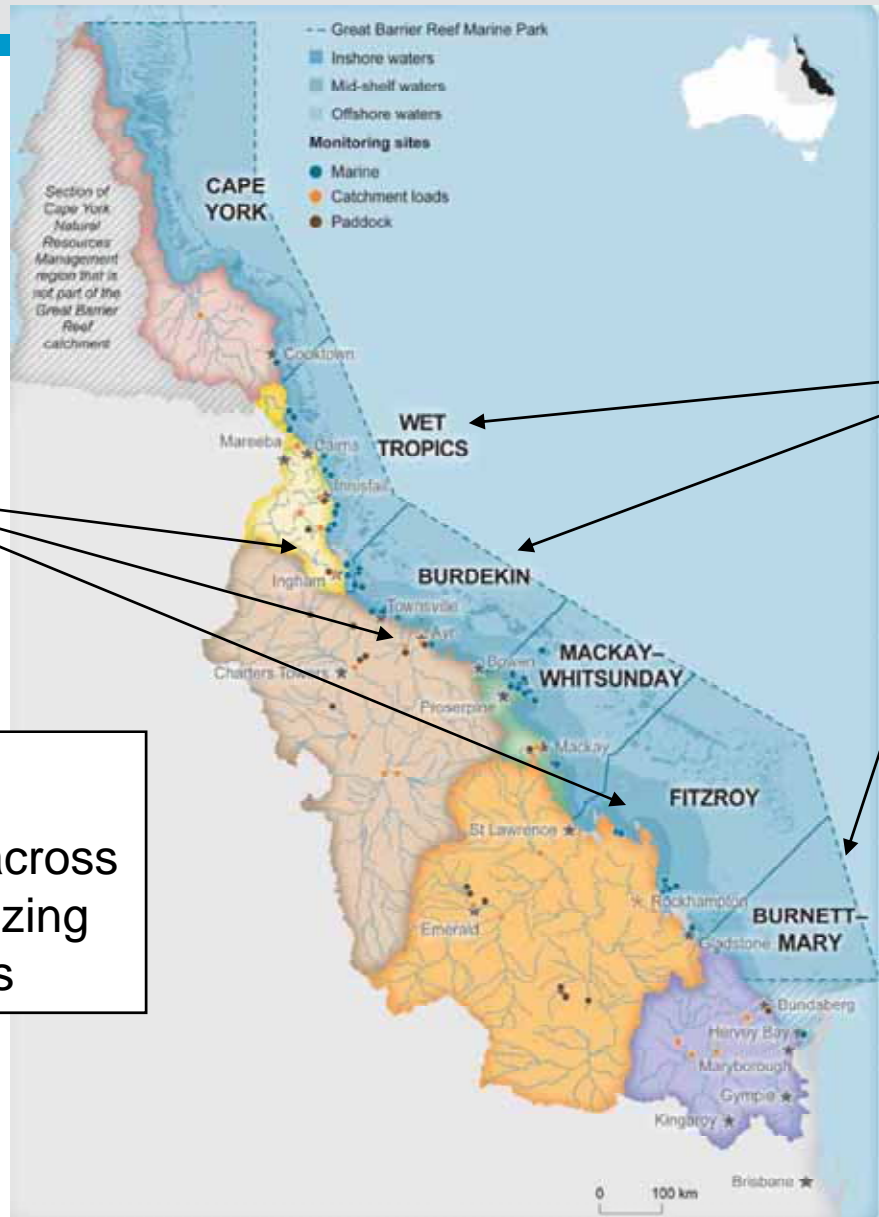 Great Barrier Reef Marine Park
Inshore waters
Mid-shelf waters
Offshore waters
Monitoring sites
Marine
Catchment loads
Paddock
CAPE
YORK
Section of
Cape York
Natural
Resources
Management
region that is
not part of the
Great Barrier
Reef
catchment
Cooktown
WET
TROPICS
Mareeba
Cairns
Innisfail
Ingham
BURDEKIN
Townsville
Ayr
Charters Towers
Bowen
MACKAY–
WHITSUNDAY
Proserpine
Mackay
FITZROY
St Lawrence
across
zing
s
Rockhampton
Emerald
BURNETT–
MARY
Gladstone
Bundaberg
Hervey Bay
Maryborough
Gympie
Kingaroy
Brisbane
0 100 km